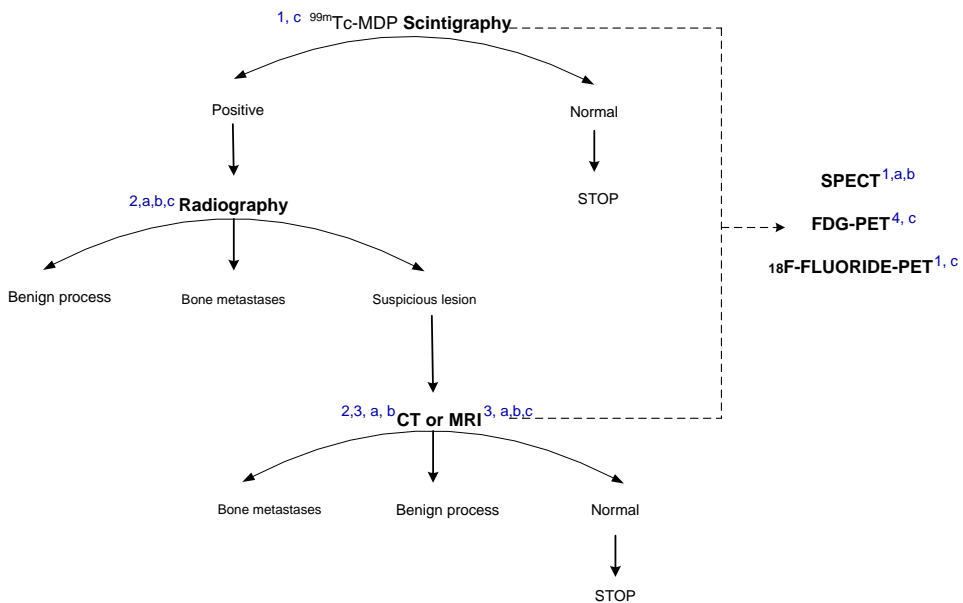 1, c 99mTc-MDP Scintigraphy
Positive
Normal
STOP
2,a,b,c Radiography
Benign process
Bone metastases
Suspicious lesion
2,3, a, b CT or MRI 3, a,b,c
Bone metastases
Benign process
Normal
STOP
SPECT1,a,b
FDG-PET4, c
18F-FLUORIDE-PET1, c